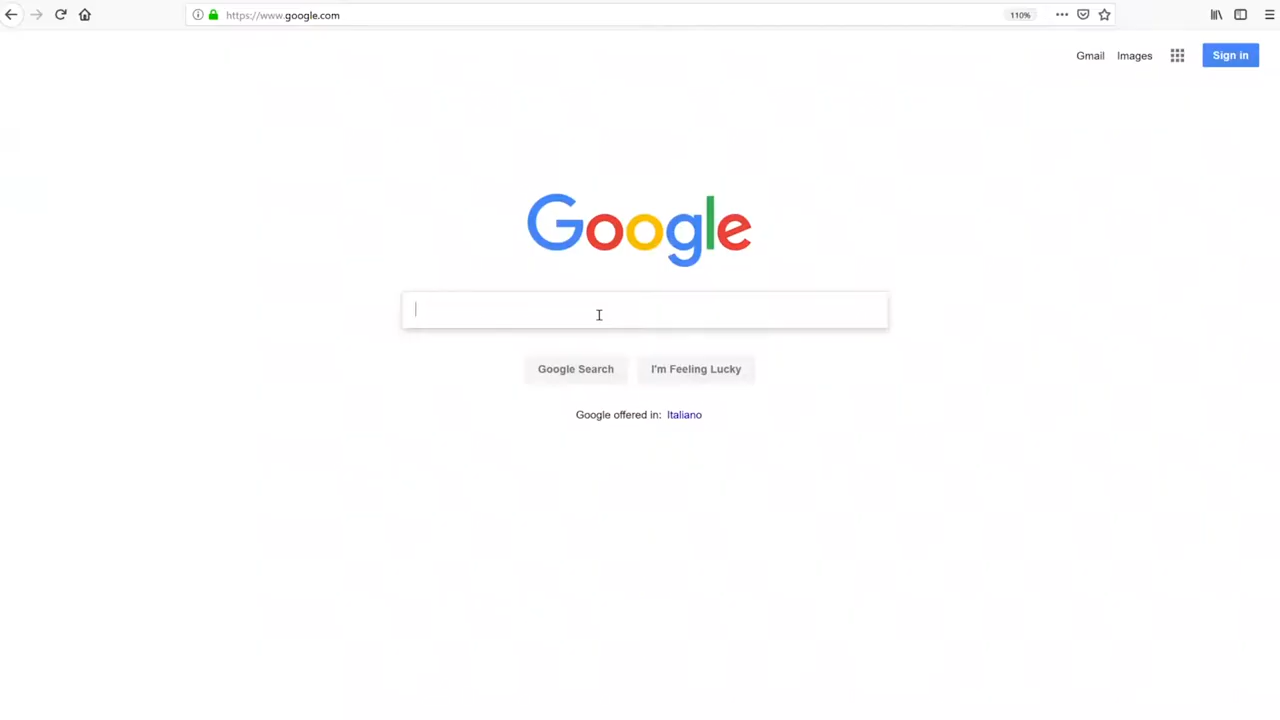 https://www.google.com
110%
Gmail Images Sign in
Google
Google Search I'm Feeling Lucky
Google offered in: Italiano